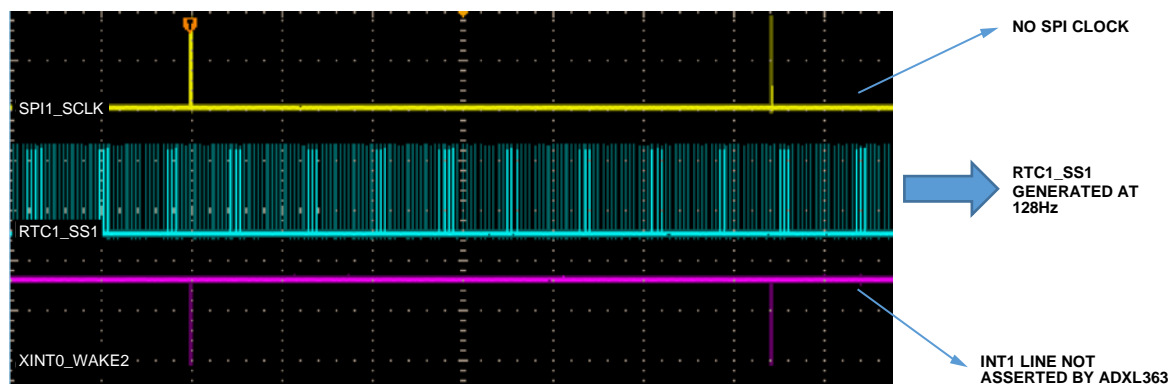 NO SPI CLOCK
T
SPI1_SCLK
RTC1_SS1
RTC1_SS1
GENERATED AT
128Hz
XINT0_WAKE2
INT1 LINE NOT
ASSERTED BY ADXL363